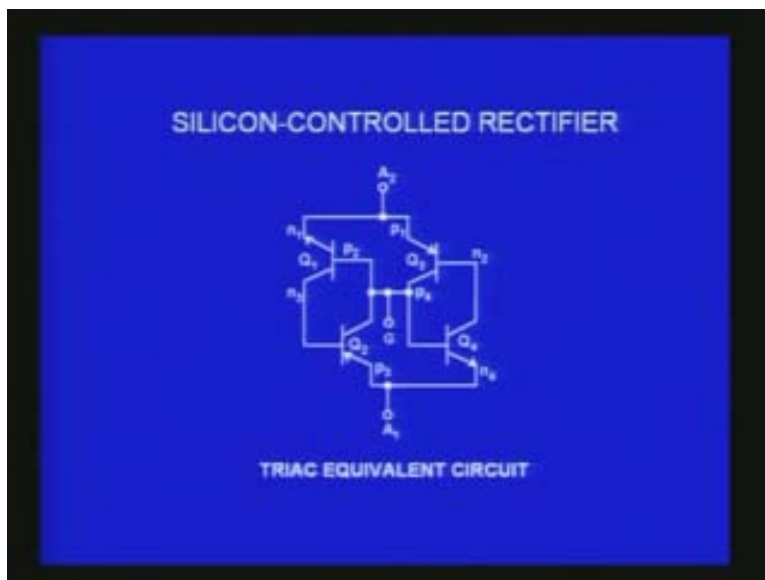 SILICON-CONTROLLED RECTIFIER
A₂
n₁ p₁
Q₁ p₂ Q₃ n₂
n₃ p₄
G
Q₂ Q₄
n₄
A₁
TRIAC EQUIVALENT CIRCUIT